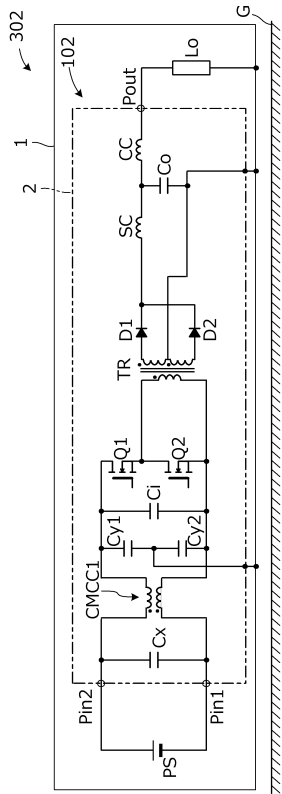 302
102
1
2
G
Lo
Pout
CC
Co
SC
D1
D2
TR
Q1
Q2
Ci
Cy1
Cy2
CMCC1
Cx
Pin2
Pin1
PS